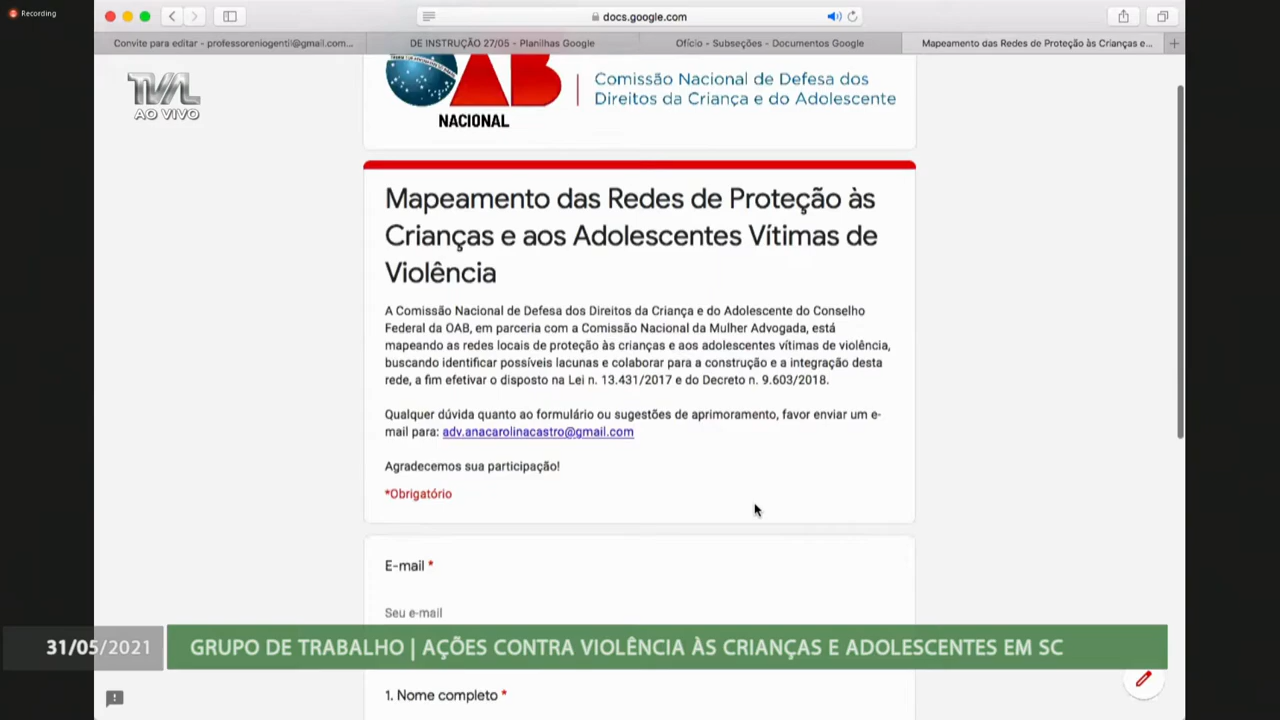 Recording
docs.google.com
Convite para editar - professoreniogentil@gmail.com...
DE INSTRUÇÃO 27/05 - Planilhas Google
Ofício - Subseções - Documentos Google
Mapeamento das Redes de Proteção às Crianças e...
TVAL
AO VIVO
OAB
NACIONAL
Comissão Nacional de Defesa dos
Direitos da Criança e do Adolescente
Mapeamento das Redes de Proteção às
Crianças e aos Adolescentes Vítimas de
Violência
A Comissão Nacional de Defesa dos Direitos da Criança e do Adolescente do Conselho
Federal da OAB, em parceria com a Comissão Nacional da Mulher Advogada, está
mapeando as redes locais de proteção às crianças e aos adolescentes vítimas de violência,
buscando identificar possíveis lacunas e colaborar para a construção e a integração desta
rede, a fim efetivar o disposto na Lei n. 13.431/2017 e do Decreto n. 9.603/2018.
Qualquer dúvida quanto ao formulário ou sugestões de aprimoramento, favor enviar um e-
mail para: adv.anacarolinacastro@gmail.com
Agradecemos sua participação!
*Obrigatório
E-mail *
Seu e-mail
31/05/2021
GRUPO DE TRABALHO | AÇÕES CONTRA VIOLÊNCIA ÀS CRIANÇAS E ADOLESCENTES EM SC
1. Nome completo *